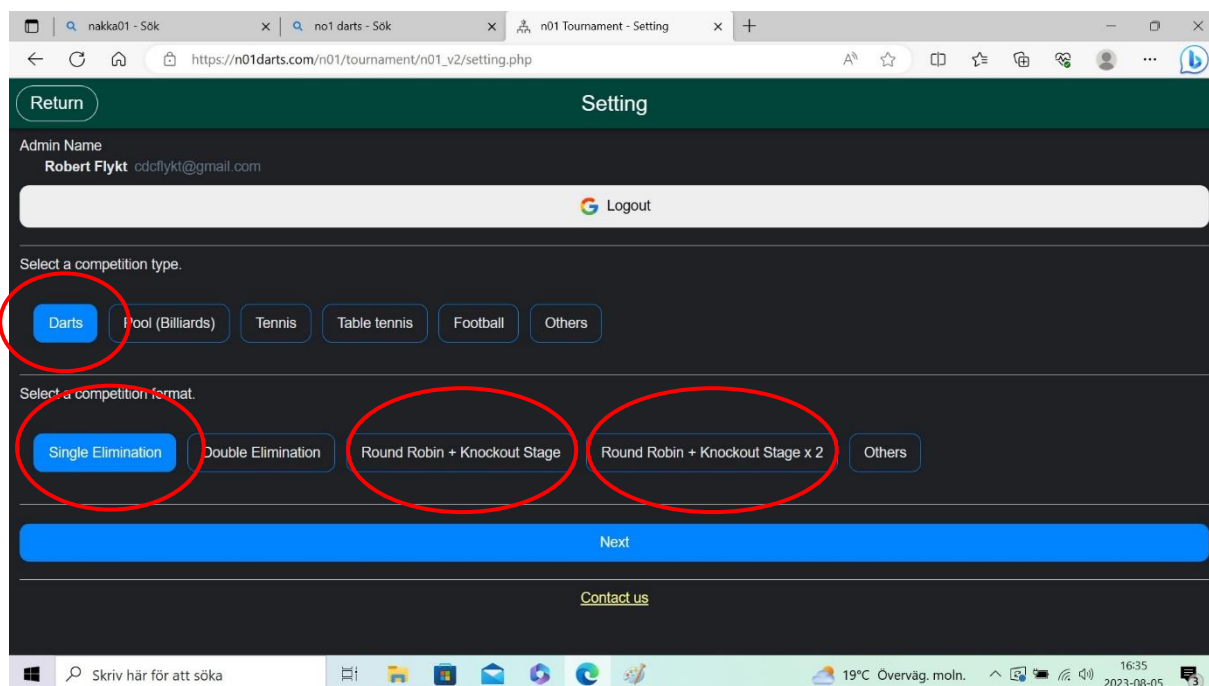 nakka01 - Sök
no1 darts - Sök
n01 Tournament - Setting
https://n01darts.com/n01/tournament/n01_v2/setting.php
Return
Setting
Admin Name
Robert Flykt cdcflykt@gmail.com
Logout
Select a competition type.
Darts Pool (Billiards) Tennis Table tennis Football Others
Select a competition format.
Single Elimination Double Elimination Round Robin + Knockout Stage Round Robin + Knockout Stage x 2 Others
Next
Contact us
Skriv här för att söka
19°C Överväg. moln.
16:35
2023-08-05
3